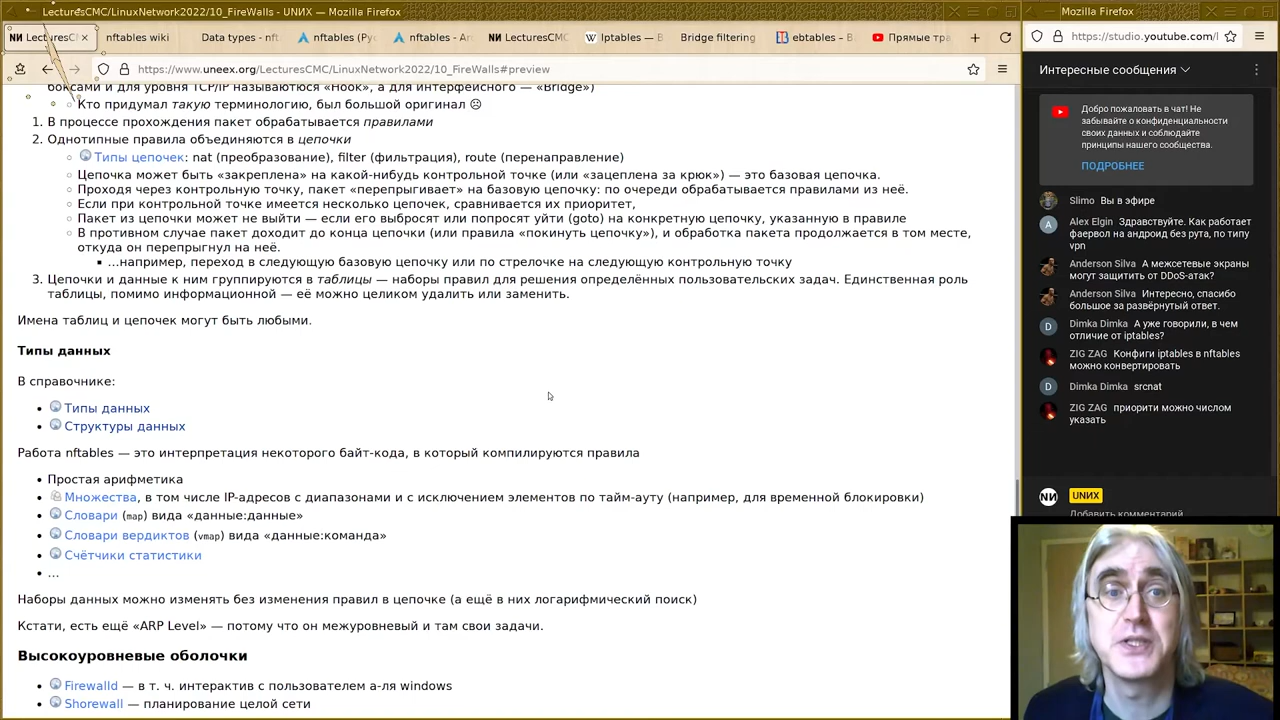 LecturesCMC/LinuxNetwork2022/10_FireWalls - UNИX — Mozilla Firefox
LecturesC
nftables wiki
Data types - nft
nftables (Рус
nftables - Ar
LecturesCMC
Iptables — В
Bridge filtering
ebtables – В
Прямые тра
https://www.uneex.org/LecturesCMC/LinuxNetwork2022/10_FireWalls#preview
боксами и для уровня TCP/IP называютюся «Hook», а для интерфейсного — «Bridge»)
Кто придумал такую терминологию, был большой оригинал ☹
1. В процессе прохождения пакет обрабатывается правилами
2. Однотипные правила объединяются в цепочки
Типы цепочек: nat (преобразование), filter (фильтрация), route (перенаправление)
Цепочка может быть «закреплена» на какой-нибудь контрольной точке (или «зацеплена за крюк») — это базовая цепочка.
Проходя через контрольную точку, пакет «перепрыгивает» на базовую цепочку: по очереди обрабатывается правилами из неё.
Если при контрольной точке имеется несколько цепочек, сравнивается их приоритет,
Пакет из цепочки может не выйти — если его выбросят или попросят уйти (goto) на конкретную цепочку, указанную в правиле
В противном случае пакет доходит до конца цепочки (или правила «покинуть цепочку»), и обработка пакета продолжается в том месте,
откуда он перепрыгнул на неё.
…например, переход в следующую базовую цепочку или по стрелочке на следующую контрольную точку
3. Цепочки и данные к ним группируются в таблицы — наборы правил для решения определённых пользовательских задач. Единственная роль
таблицы, помимо информационной — её можно целиком удалить или заменить.
Имена таблиц и цепочек могут быть любыми.
Типы данных
В справочнике:
Типы данных
Структуры данных
Работа nftables — это интерпретация некоторого байт-кода, в который компилируются правила
Простая арифметика
Множества, в том числе IP-адресов с диапазонами и с исключением элементов по тайм-ауту (например, для временной блокировки)
Словари (map) вида «данные:данные»
Словари вердиктов (vmap) вида «данные:команда»
Счётчики статистики
…
Наборы данных можно изменять без изменения правил в цепочке (а ещё в них логарифмический поиск)
Кстати, есть ещё «ARP Level» — потому что он межуровневый и там свои задачи.
Высокоуровневые оболочки
Firewalld — в т. ч. интерактив с пользователем а-ля windows
Shorewall — планирование целой сети
Mozilla Firefox
https://studio.youtube.com/l
Интересные сообщения
Добро пожаловать в чат! Не
забывайте о конфиденциальности
своих данных и соблюдайте
принципы нашего сообщества.
ПОДРОБНЕЕ
Slimo Вы в эфире
Alex Elgin Здравствуйте. Как работает
фаервол на андроид без рута, по типу
vpn
Anderson Silva А межсетевые экраны
могут защитить от DDoS-атак?
Anderson Silva Интересно, спасибо
большое за развёрнутый ответ.
Dimka Dimka А уже говорили, в чем
отличие от iptables?
ZIG ZAG Конфиги iptables в nftables
можно конвертировать
Dimka Dimka srcnat
ZIG ZAG приорити можно числом
указать
UNИX
Добавить комментарий